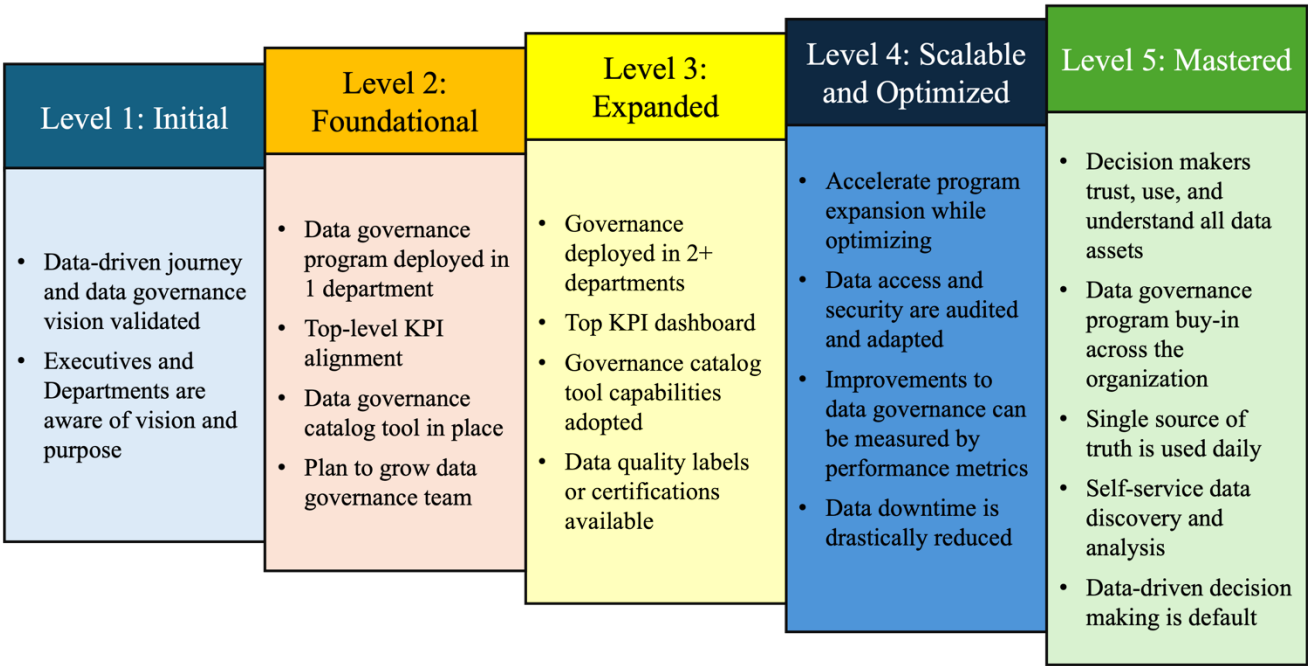 Level 1: Initial
• Data-driven journey
and data governance
vision validated
• Executives and
Departments are
aware of vision and
purpose
Level 2:
Foundational
• Data governance
program deployed in
1 department
• Top-level KPI
alignment
• Data governance
catalog tool in place
• Plan to grow data
governance team
Level 3:
Expanded
• Governance
deployed in 2+
departments
• Top KPI dashboard
• Governance catalog
tool capabilities
adopted
• Data quality labels
or certifications
available
Level 4: Scalable
and Optimized
• Accelerate program
expansion while
optimizing
• Data access and
security are audited
and adapted
• Improvements to
data governance can
be measured by
performance metrics
• Data downtime is
drastically reduced
Level 5: Mastered
• Decision makers
trust, use, and
understand all data
assets
• Data governance
program buy-in
across the
organization
• Single source of
truth is used daily
• Self-service data
discovery and
analysis
• Data-driven decision
making is default